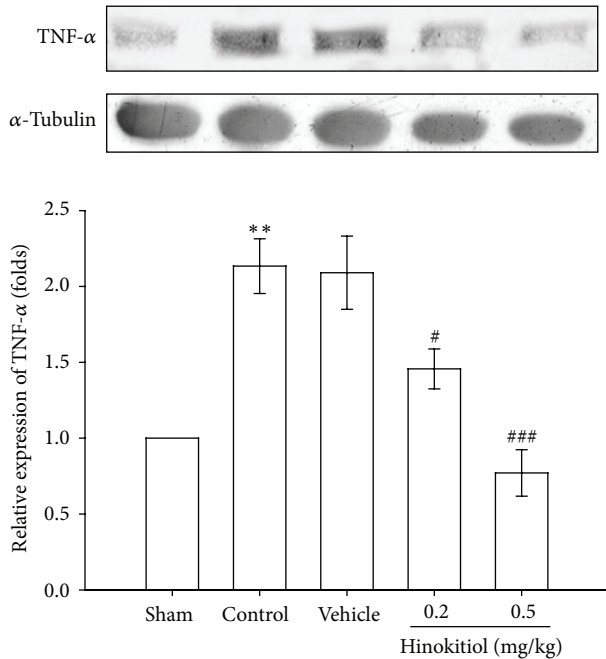 TNF-α
α-Tubulin
Relative expression of TNF-α (folds)
2.5
2.0
1.5
1.0
0.5
0.0
**
#
###
Sham Control Vehicle 0.2 0.5
Hinokitiol (mg/kg)